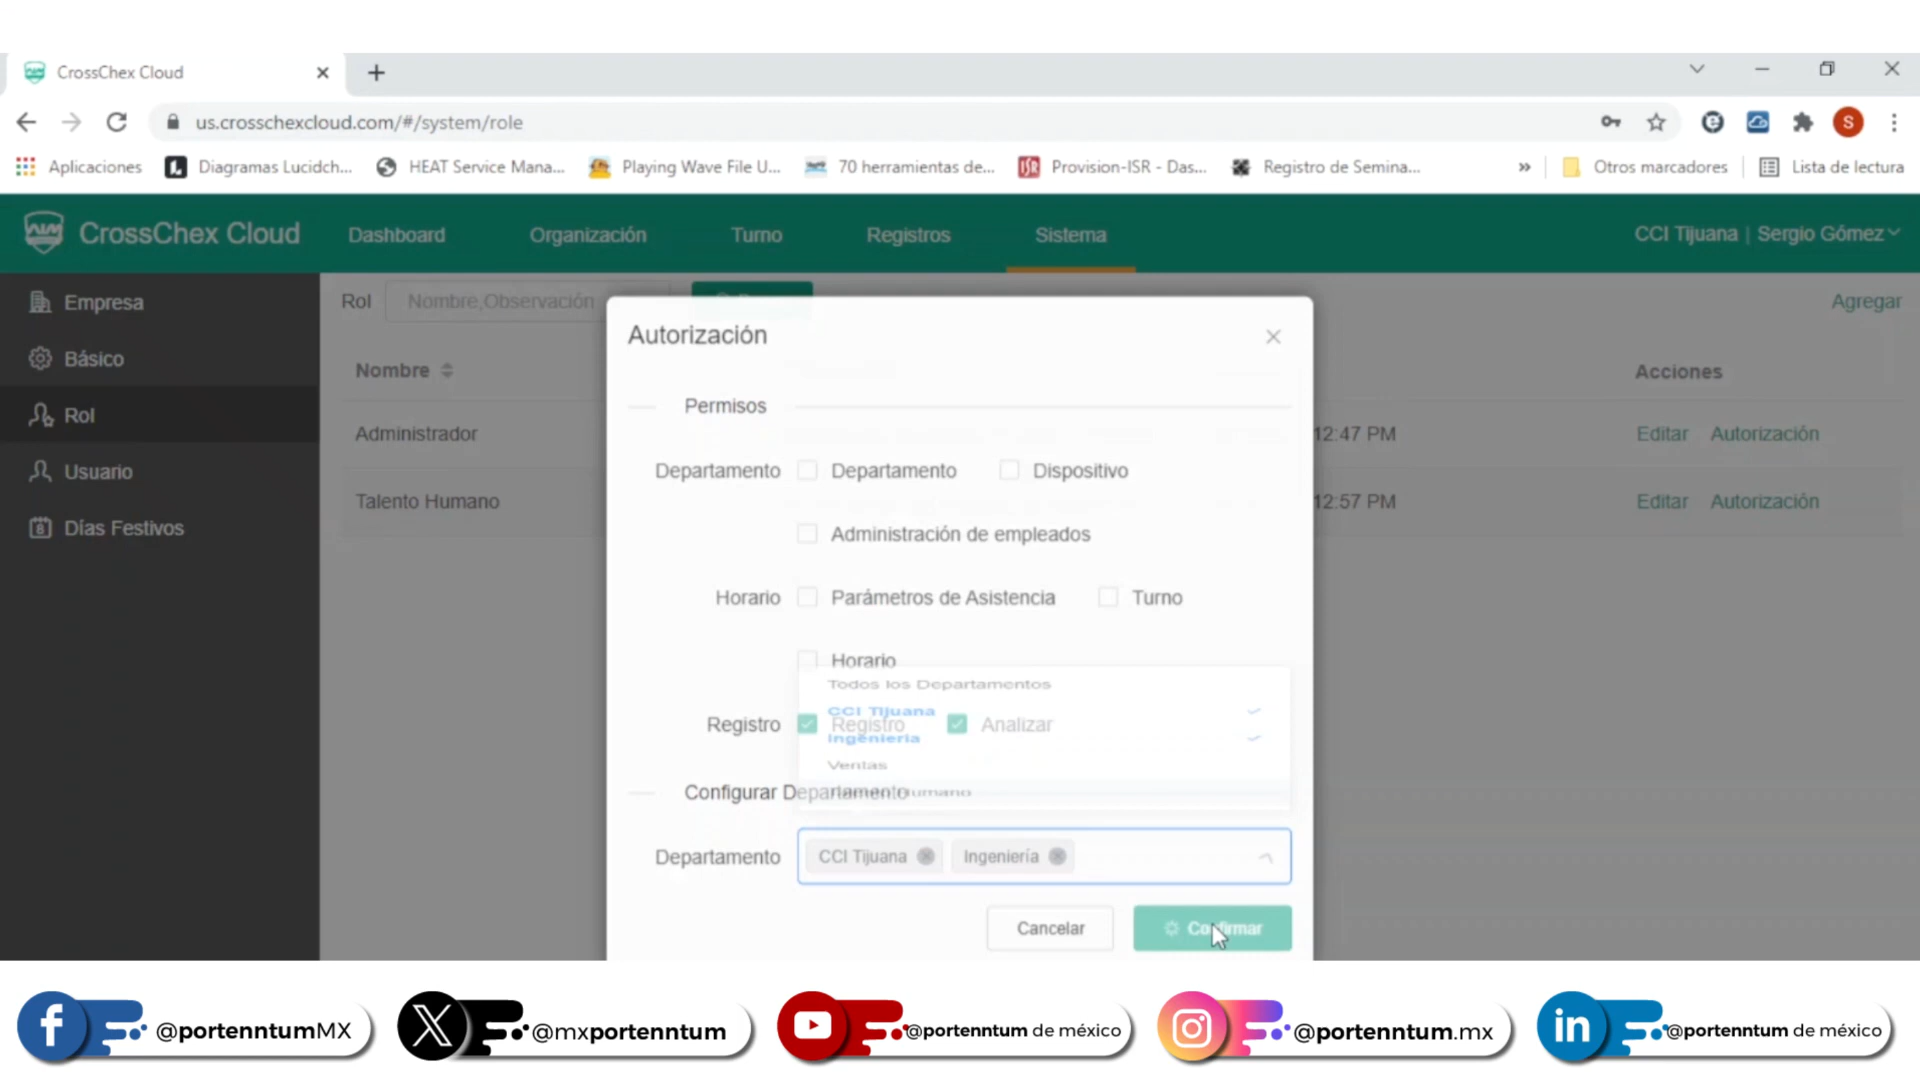 CrossChex Cloud
us.crosschexcloud.com/#/system/role
S
Aplicaciones
Diagramas Lucidch...
HEAT Service Mana...
Playing Wave File U...
70 herramientas de...
Provision-ISR - Das...
Registro de Semina...
Otros marcadores
Lista de lectura
CrossChex Cloud
Dashboard
Organización
Turno
Registros
Sistema
CCI Tijuana | Sergio Gómez
Empresa
Básico
Rol
Usuario
Días Festivos
Rol
Nombre,Observación
Agregar
Nombre
Acciones
Administrador
12:47 PM
Editar
Autorización
Talento Humano
12:57 PM
Editar
Autorización
Autorización
Permisos
Departamento
Departamento
Dispositivo
Administración de empleados
Horario
Parámetros de Asistencia
Turno
Horario
Todos los Departamentos
CCI Tijuana
Registro
Registro
Analizar
Ingeniería
Ventas
Configurar Departamento
Departamento
CCI Tijuana
Ingeniería
Cancelar
Confirmar
@portenntumMX
@mxportenntum
@portenntum de méxico
@portenntum.mx
@portenntum de méxico